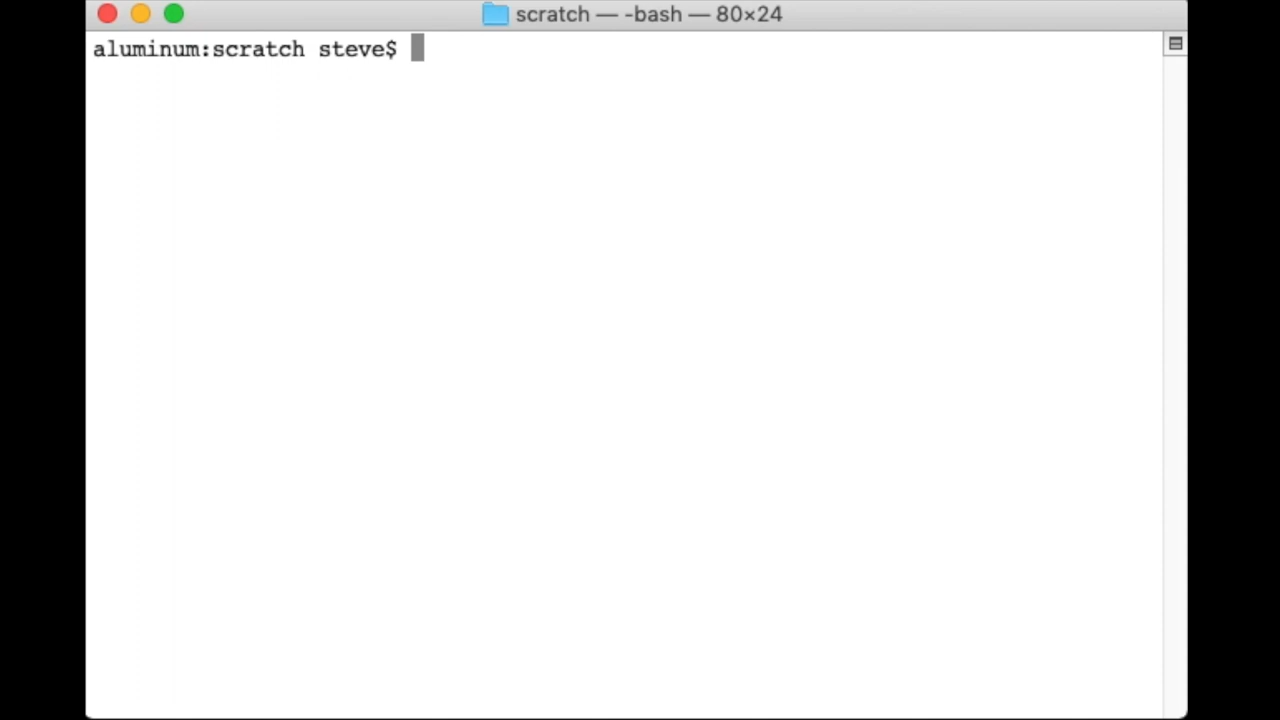 scratch — -bash — 80×24
aluminum:scratch steve$